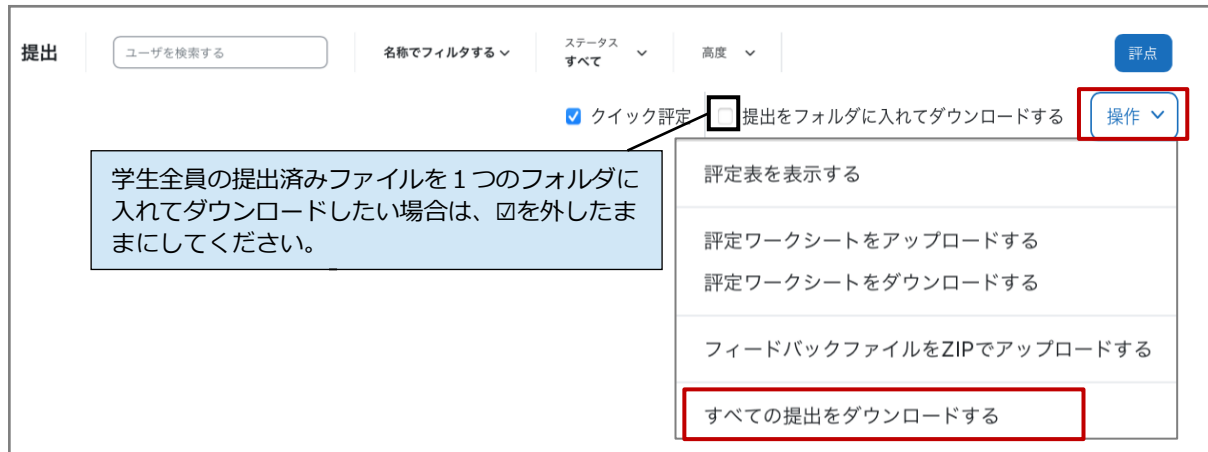 提出
ユーザを検索する
名称でフィルタする
ステータス
すべて
高度
評点
クイック評定
提出をフォルダに入れてダウンロードする
操作
学生全員の提出済みファイルを１つのフォルダに
入れてダウンロードしたい場合は、☑を外したま
まにしてください。
評定表を表示する
評定ワークシートをアップロードする
評定ワークシートをダウンロードする
フィードバックファイルをZIPでアップロードする
すべての提出をダウンロードする